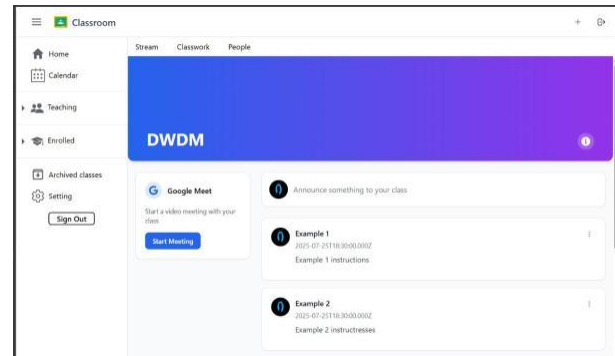 Classroom
Home
Calendar
Teaching
Enrolled
Archived classes
Setting
Sign Out
Stream Classwork People
DWDM
Google Meet
Start a video meeting with your
class
Start Meeting
Announce something to your class
Example 1
2025-07-25T18:30:00.000Z
Example 1 instructions
Example 2
2025-07-25T18:30:00.000Z
Example 2 instructresses